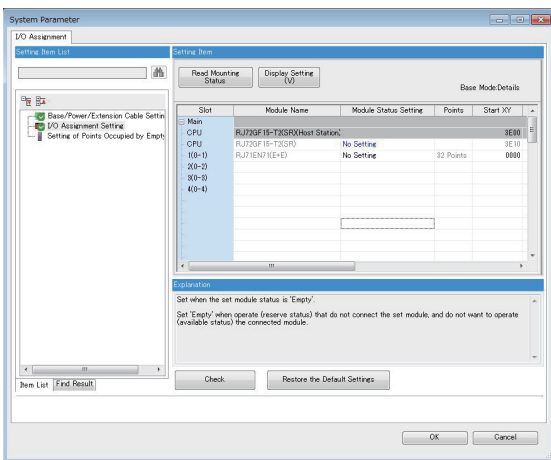 System Parameter
I/O Assignment
Setting Item List
Setting Item
Read Mounting Status
Display Setting (V)
Base Mode:Details
Base/Power/Extension Cable Settin
I/O Assignment Setting
Setting of Points Occupied by Empty
Slot Module Name Module Status Setting Points Start XY
Main
CPU RJ72GF15-T2(SR)(Host Station) 3E00
CPU RJ72GF15-T2(SR) No Setting 3E10
1(0-1) RJ71EN71(E+E) No Setting 32 Points 0000
2(0-2)
3(0-3)
4(0-4)
Explanation
Set when the set module status is 'Empty'.
Set 'Empty' when operate (reserve status) that do not connect the set module, and do not want to operate
(available status) the connected module.
Item List Find Result
Check
Restore the Default Settings
OK
Cancel